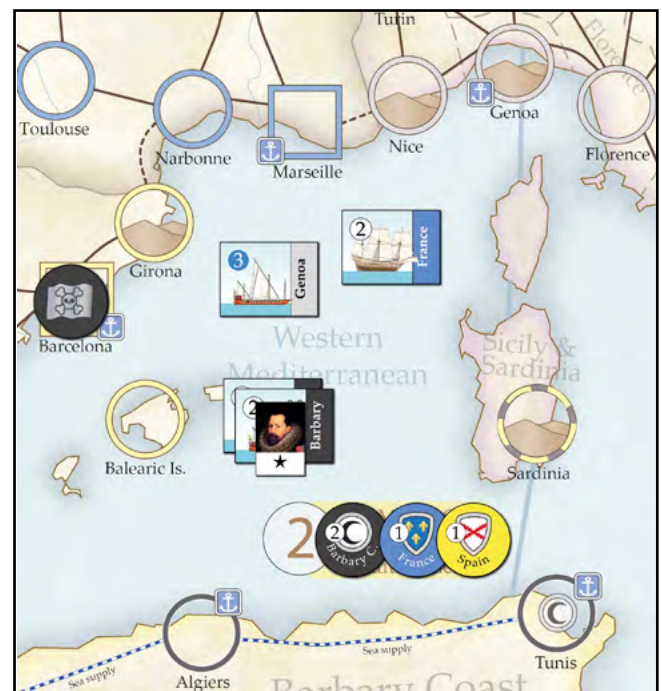 Turin
Florence
Toulouse
Narbonne
Marseille
Nice
Genoa
Florence
Girona
3
Genoa
2
France
Barcelona
Western
Mediterranean
Sicily &
Sardinia
Balearic Is.
2
Barbary
Sardinia
2
2
Barbary C.
1
France
1
Spain
Sea supply
Algiers
Sea supply
Tunis
Barbary Coast